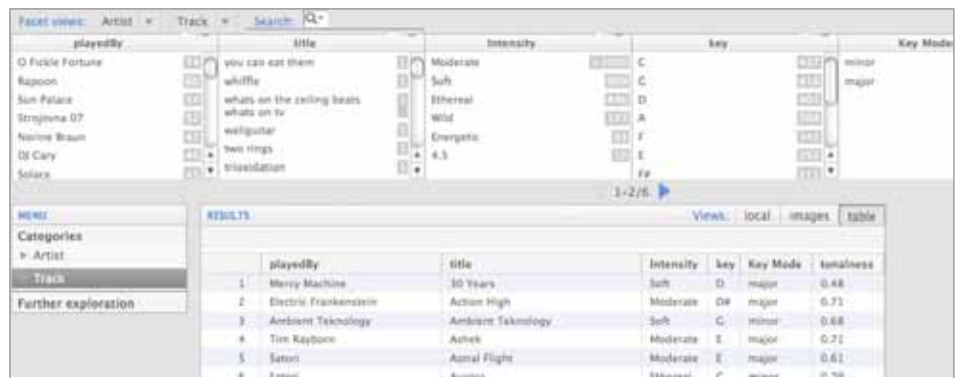 Facet views: Artist × Track × Search:
playedBy title Intensity key Key Mode
O Fickle Fortune
Rapoon
Sun Palace
Strojovna 07
Norine Braun
DJ Cary
Solace
you can eat them
whiffle
whats on the ceiling beats
whats on tv
wallguitar
two rings
trioxidation
Moderate
Soft
Ethereal
Wild
Energetic
4.5
C
G
D
A
F
E
F#
minor
major
1-2/6
MENU
Categories
Artist
Track
Further exploration
RESULTS Views: local images table
playedBy title Intensity key Key Mode tonalness
1 Mercy Machine 30 Years Soft D major 0.48
2 Electric Frankenstein Action High Moderate D# major 0.71
3 Ambient Teknology Ambient Teknology Soft G minor 0.68
4 Tim Rayborn Ashek Moderate E major 0.71
5 Satori Astral Flight Moderate E major 0.61
6 Satori Ethereal